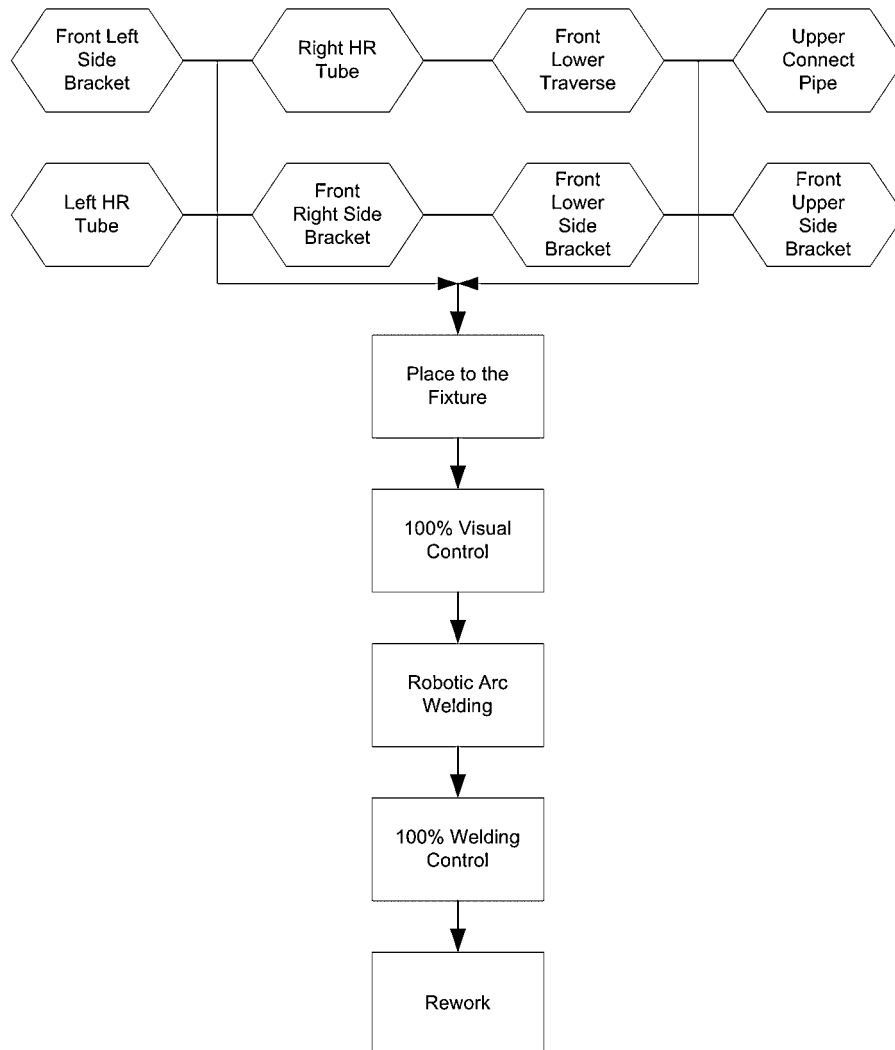 Front Left
Side
Bracket
Right HR
Tube
Front
Lower
Traverse
Upper
Connect
Pipe
Left HR
Tube
Front
Right Side
Bracket
Front
Lower
Side
Bracket
Front
Upper
Side
Bracket
Place to the
Fixture
100% Visual
Control
Robotic Arc
Welding
100% Welding
Control
Rework